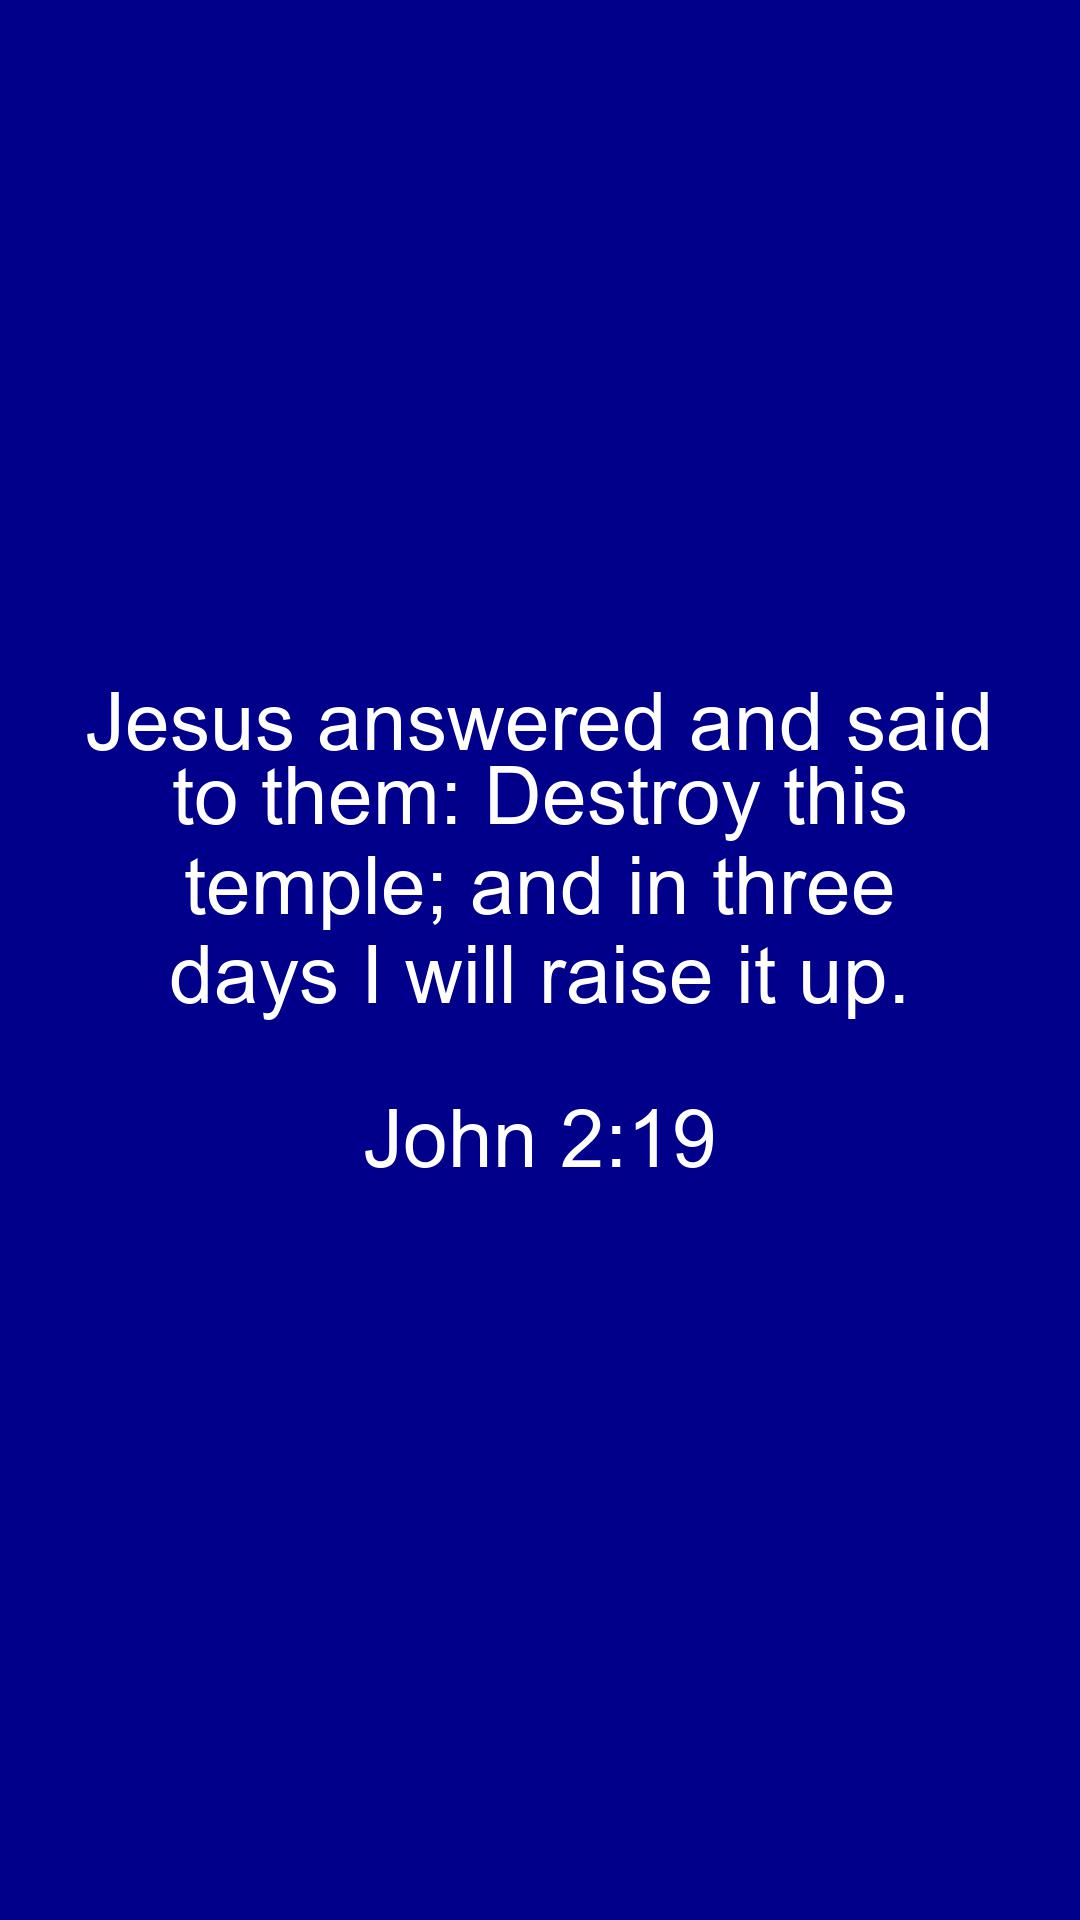 Jesus answered and said
to them: Destroy this
temple; and in three
days I will raise it up.
John 2:19